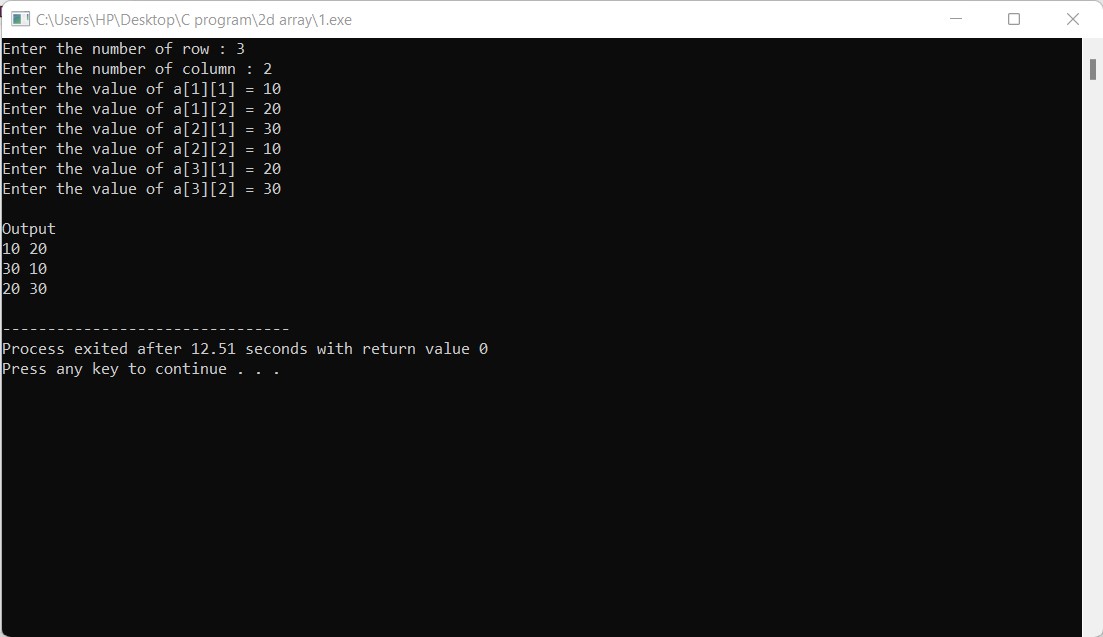 C:\Users\HP\Desktop\C program\2d array\1.exe
Enter the number of row : 3
Enter the number of column : 2
Enter the value of a[1][1] = 10
Enter the value of a[1][2] = 20
Enter the value of a[2][1] = 30
Enter the value of a[2][2] = 10
Enter the value of a[3][1] = 20
Enter the value of a[3][2] = 30
Output
10 20
30 10
20 30
--------------------------------
Process exited after 12.51 seconds with return value 0
Press any key to continue . . .